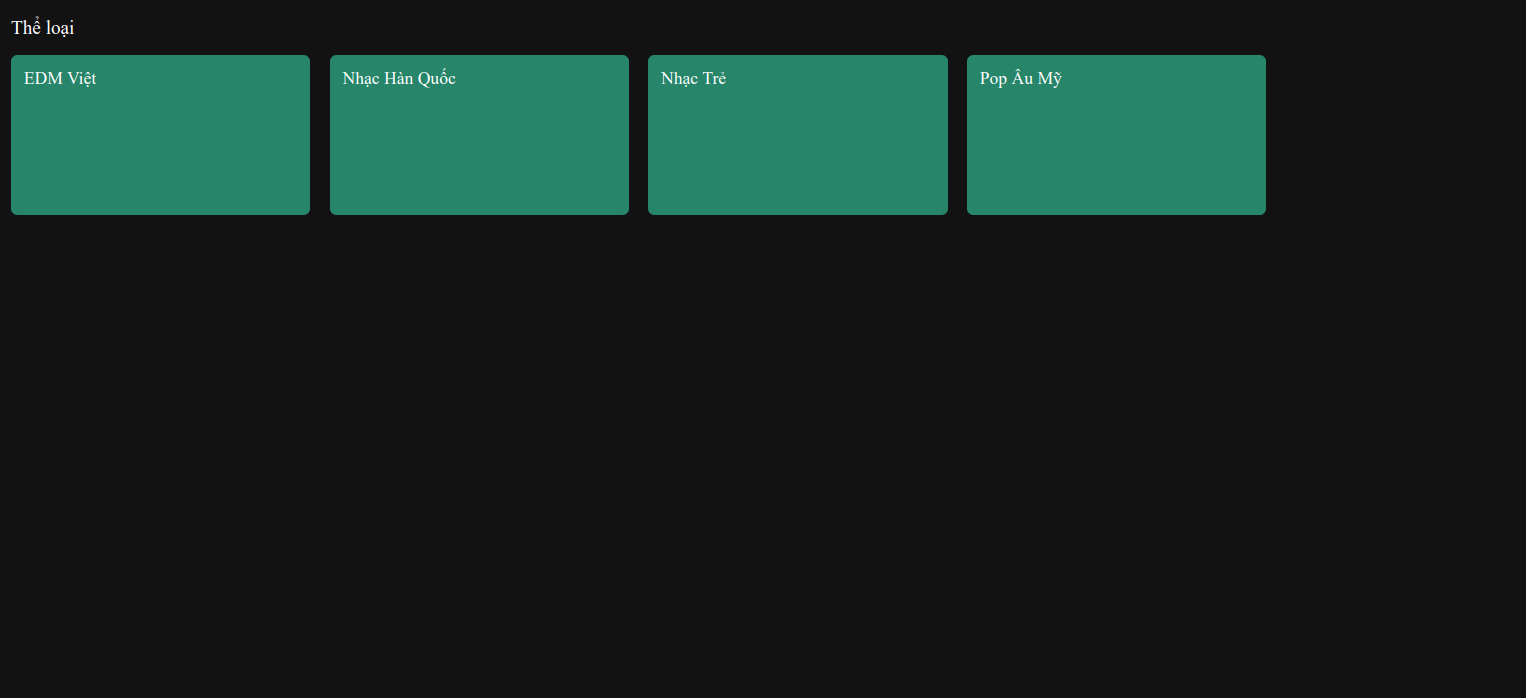 Thể loại
EDM Việt
Nhạc Hàn Quốc
Nhạc Trẻ
Pop Âu Mỹ